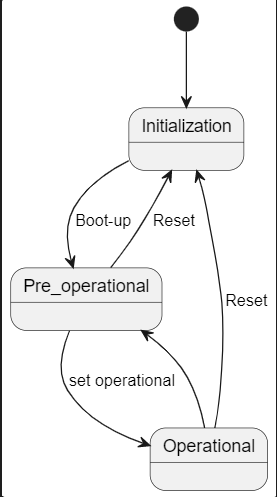 Initialization
Boot-up
Reset
Pre_operational
Reset
set operational
Operational